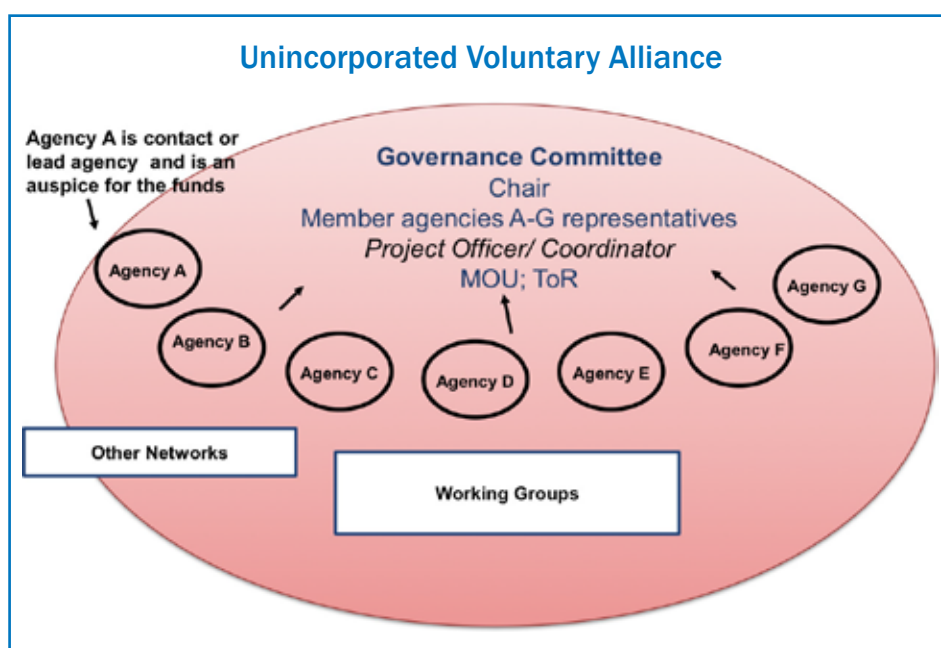 Unincorporated Voluntary Alliance
Agency A is contact or
lead agency and is an
auspice for the funds
Governance Committee
Chair
Member agencies A-G representatives
Project Officer/ Coordinator
MOU; ToR
Agency A
Agency B
Agency C
Agency D
Agency E
Agency F
Agency G
Other Networks
Working Groups